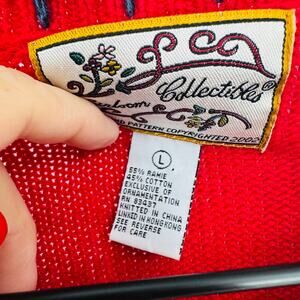 Collectibles®
PATTERN COPYRIGHTED 2002
L
55% RAMIE
45% COTTON
EXCLUSIVE OF
ORNAMENTATION
RN 83437
KNITTED IN CHINA
LINKED IN HONGKONG
SEE REVERSE
FOR CARE